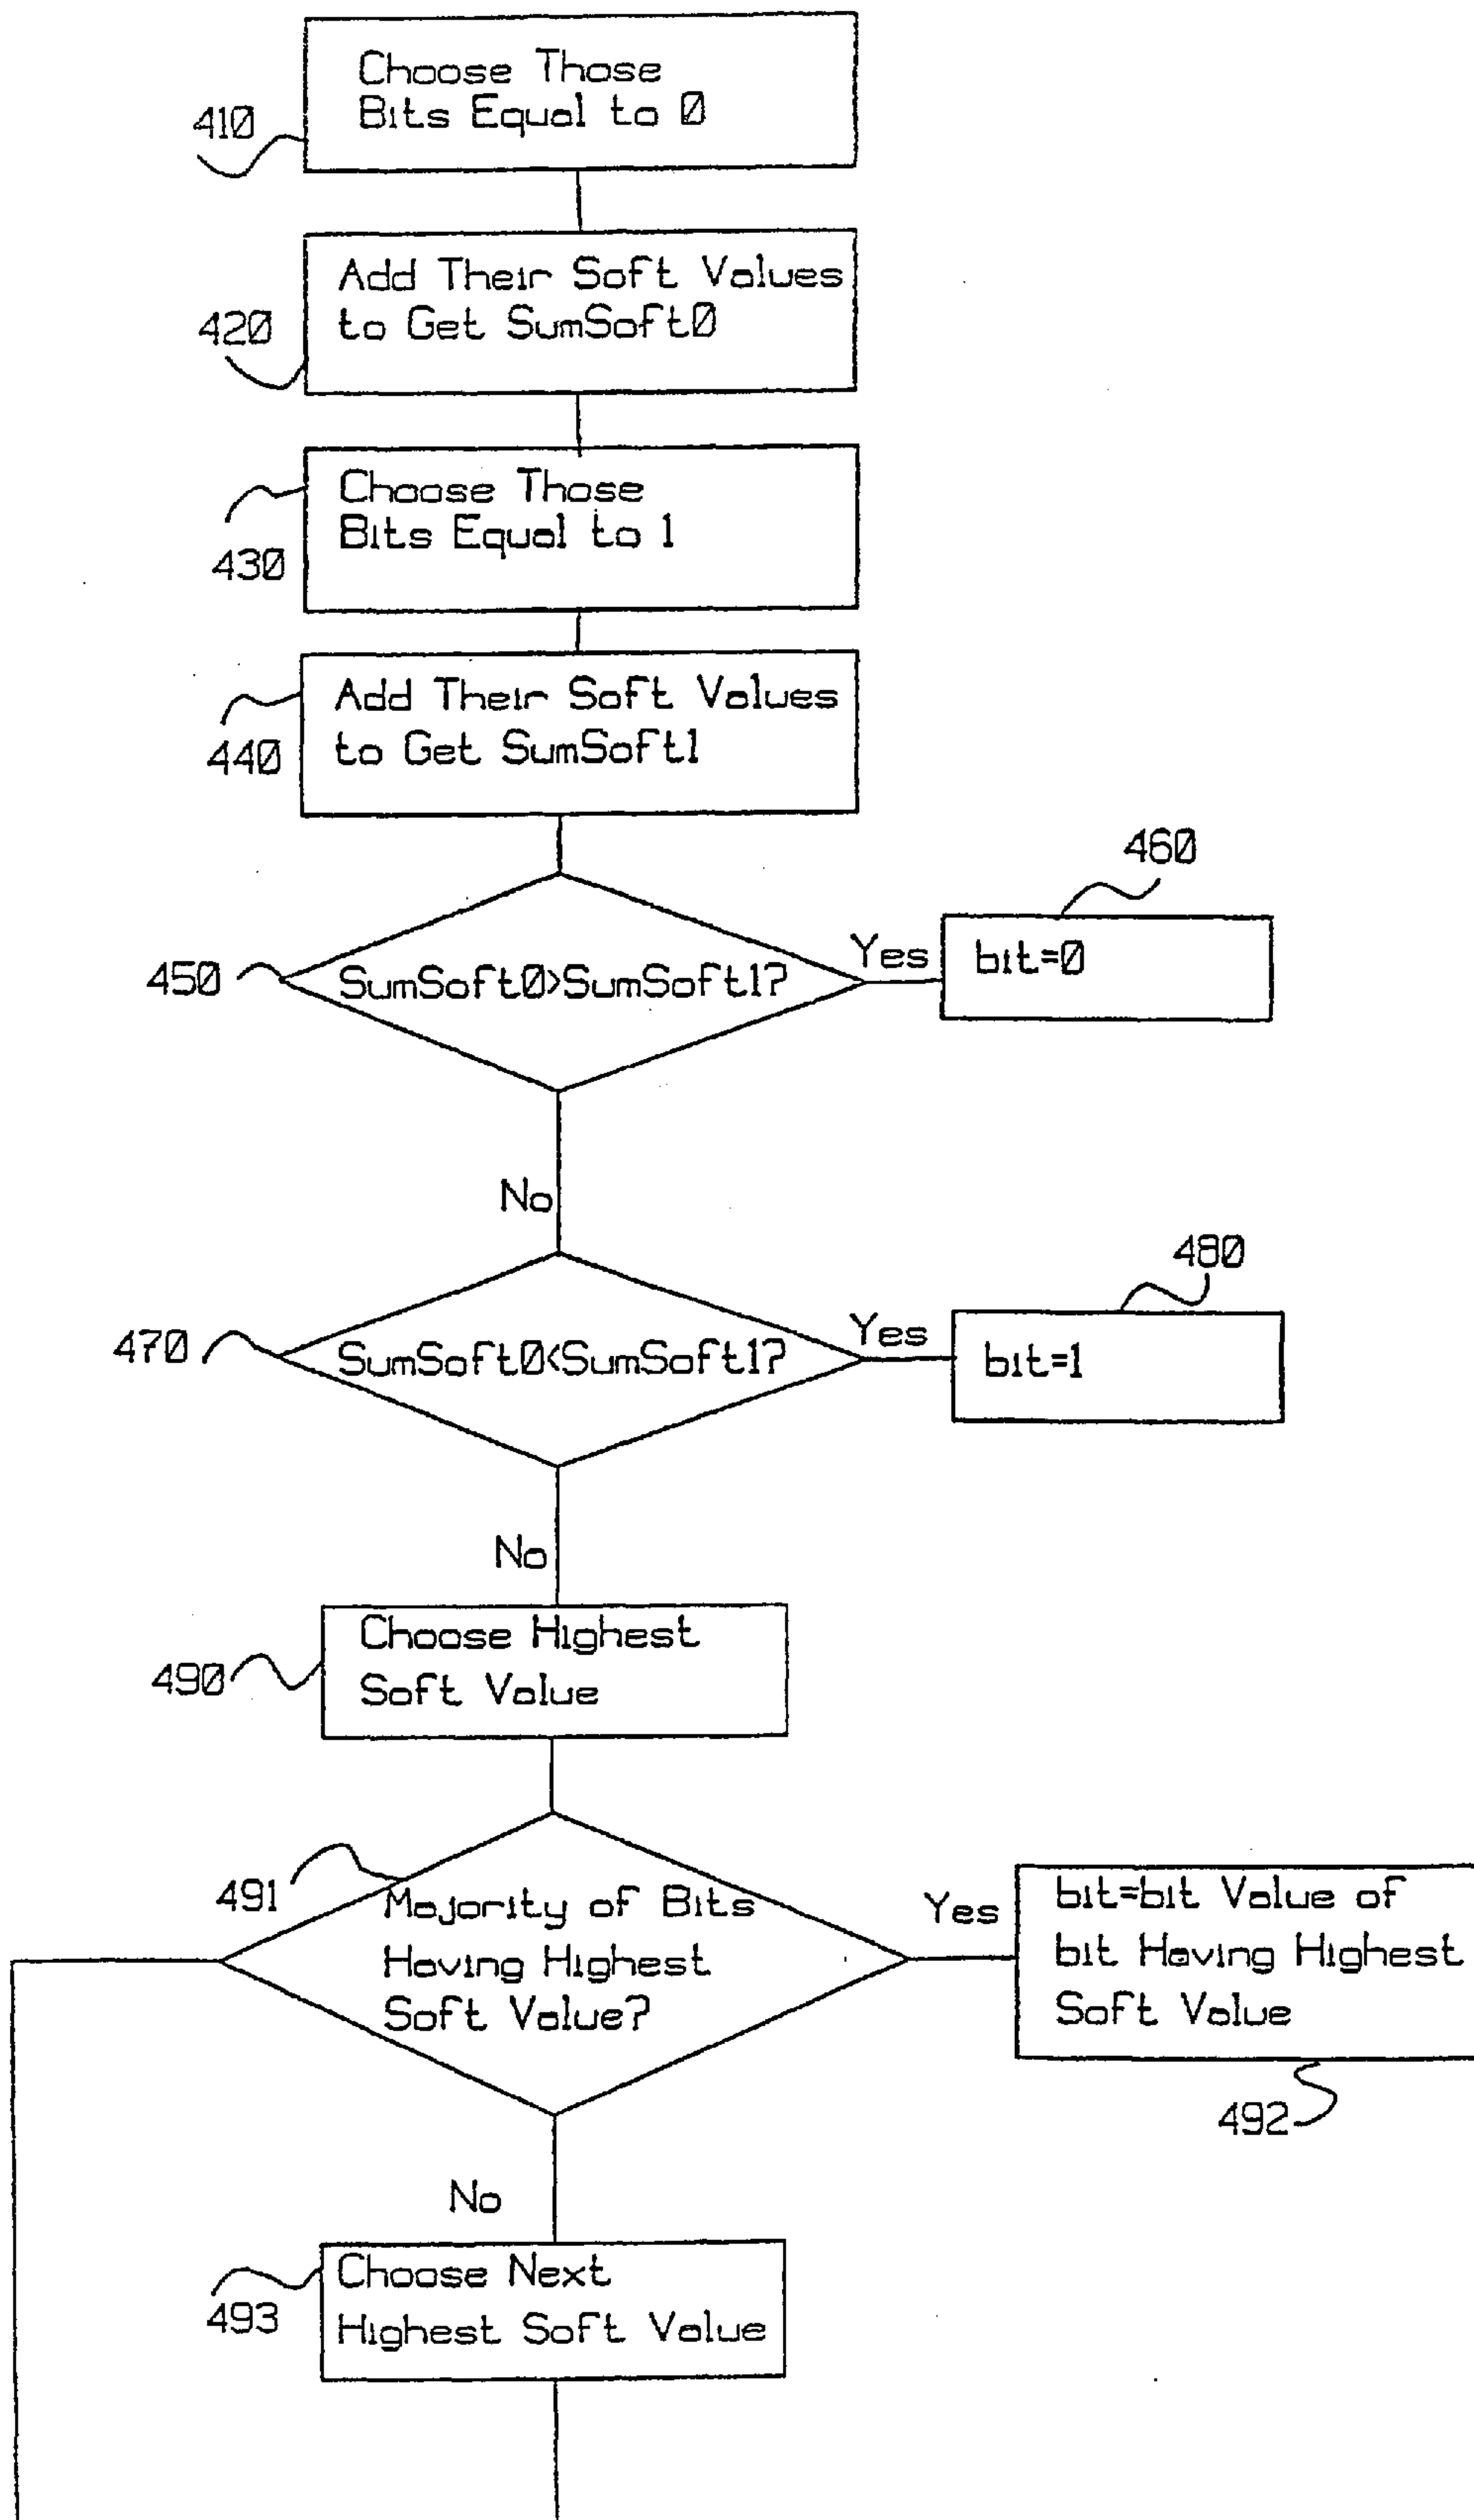 Choose Those
Bits Equal to 0
410
Add Their Soft Values
to Get SumSoft0
420
Choose Those
Bits Equal to 1
430
Add Their Soft Values
to Get SumSoft1
440
460
450
SumSoft0>SumSoft1?
Yes
bit=0
No
480
470
SumSoft0<SumSoft1?
Yes
bit=1
No
Choose Highest
Soft Value
490
491
Majority of Bits
Having Highest
Soft Value?
Yes
bit=bit Value of
bit Having Highest
Soft Value
492
No
Choose Next
Highest Soft Value
493